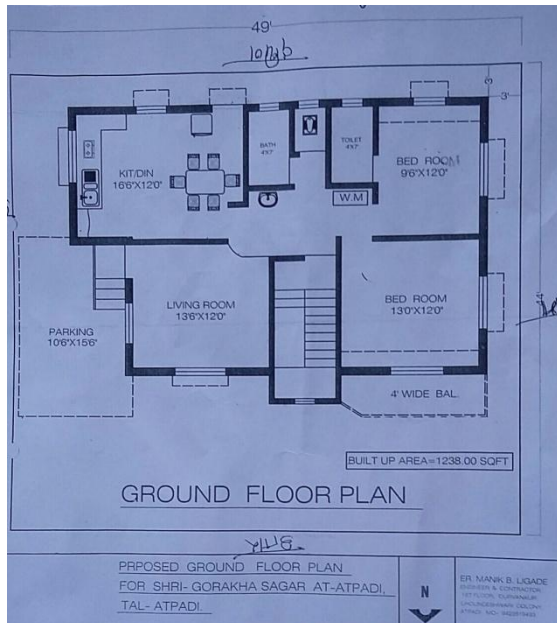 49'
3'
3'
BATH
4'X7'
TOILET
4'X7'
KIT/DIN
16'6"X12'0"
BED ROOM
9'6"X12'0"
W.M
LIVING ROOM
13'6"X12'0"
BED ROOM
13'0"X12'0"
PARKING
10'6"X15'6"
4' WIDE BAL.
BUILT UP AREA=1238.00 SQFT
GROUND FLOOR PLAN
PRPOSED GROUND FLOOR PLAN
FOR SHRI- GORAKHA SAGAR AT-ATPADI,
TAL- ATPADI.
N
ER. MANIK B. LIGADE
ENGINEER & CONTRACTOR